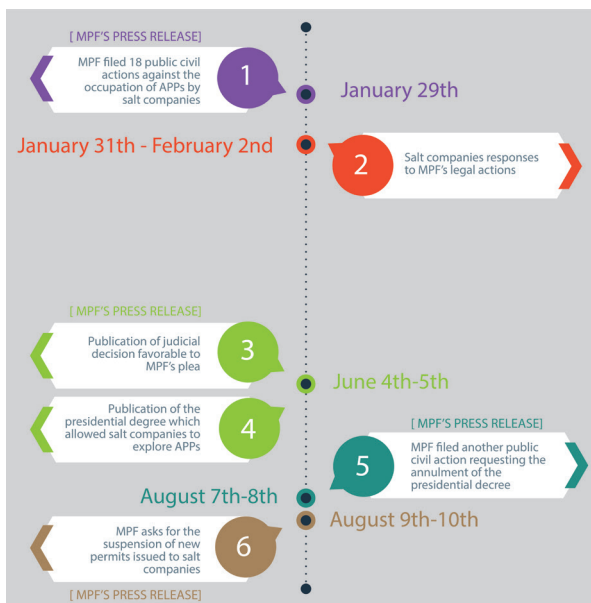 [ MPF'S PRESS RELEASE]
MPF filed 18 public civil
actions against the
occupation of APPs by
salt companies
1
January 29th
January 31th - February 2nd
2
Salt companies responses
to MPF's legal actions
[ MPF'S PRESS RELEASE]
Publication of judicial
decision favorable to
MPF's plea
3
June 4th-5th
Publication of the
presidential degree which
allowed salt companies to
explore APPs
4
[ MPF'S PRESS RELEASE]
5
MPF filed another public
civil action requesting the
annulment of the
presidential decree
August 7th-8th
August 9th-10th
MPF asks for the
suspension of new
permits issued to salt
companies
6
[ MPF'S PRESS RELEASE]